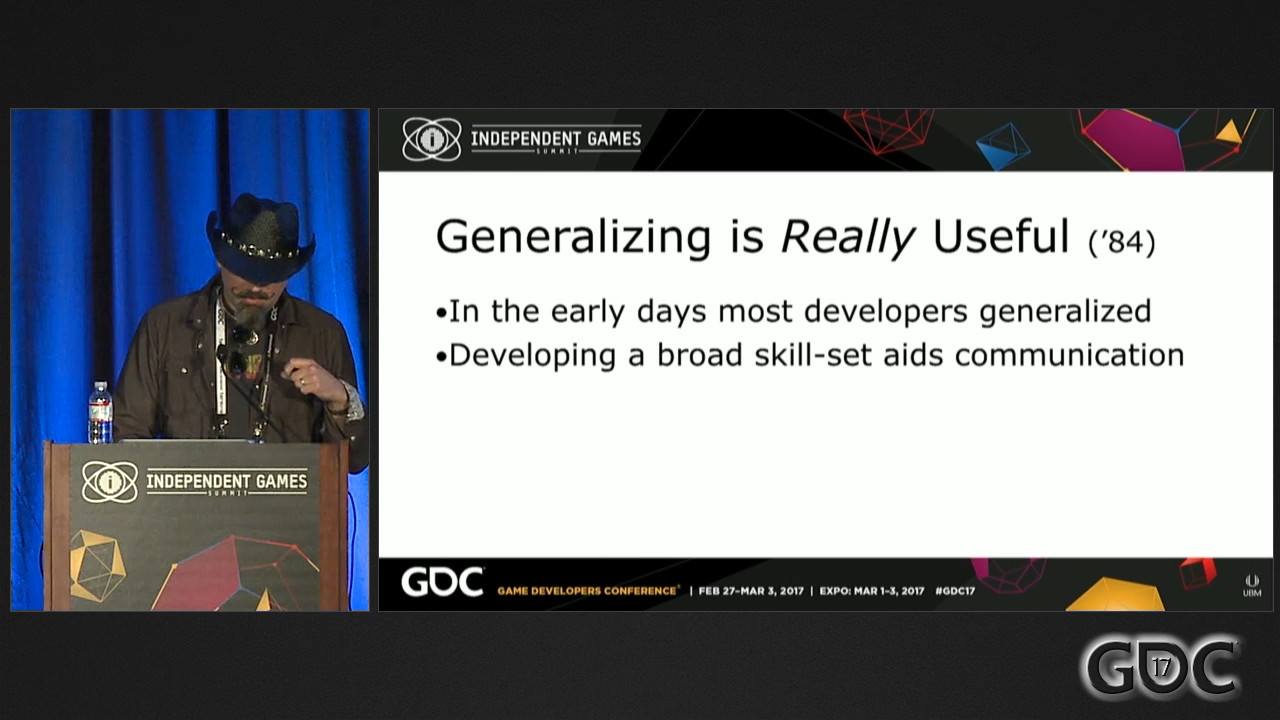 INDEPENDENT GAMES
SUMMIT
Generalizing is Really Useful ('84)
•In the early days most developers generalized
•Developing a broad skill-set aids communication
INDEPENDENT GAMES
SUMMIT
GDC GAME DEVELOPERS CONFERENCE® | FEB 27–MAR 3, 2017 | EXPO: MAR 1–3, 2017 #GDC17
UBM
GDC 17